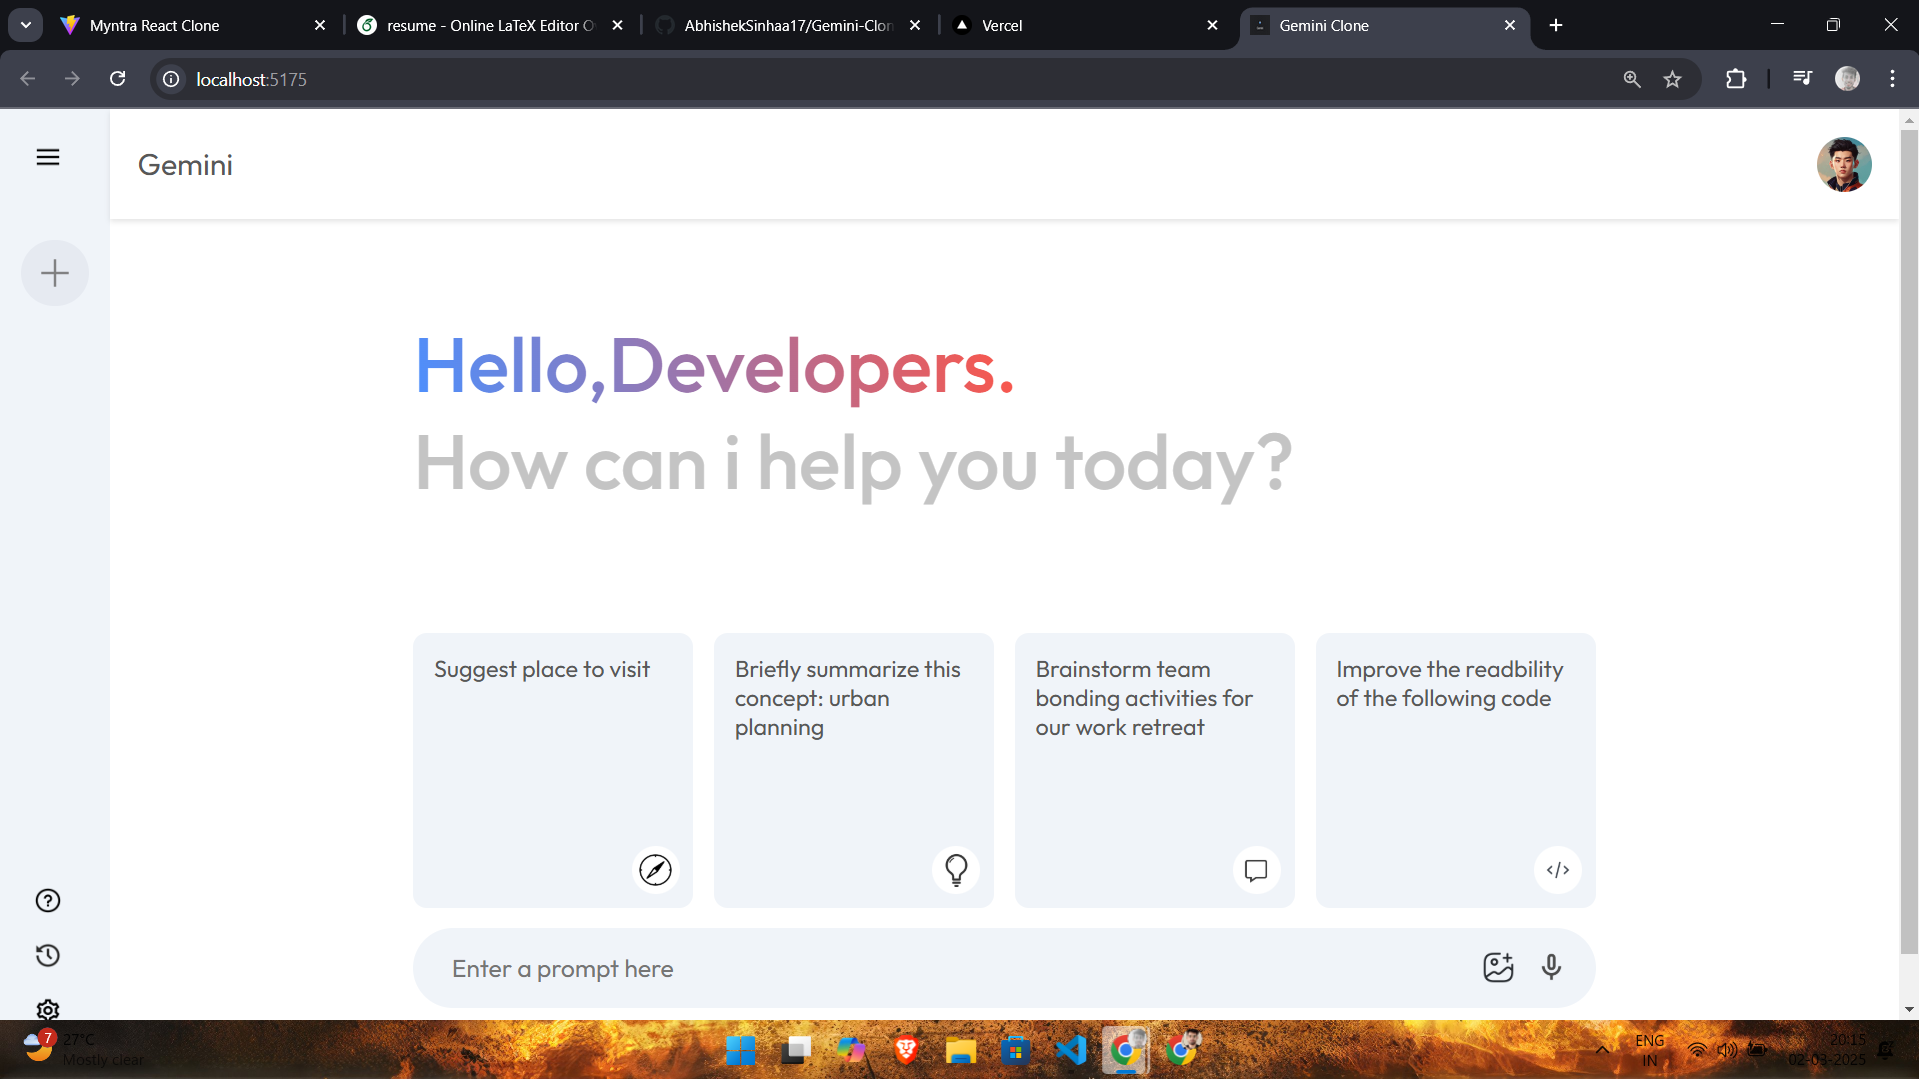 Myntra React Clone
resume - Online LaTeX Editor O
AbhishekSinhaa17/Gemini-Clon
Vercel
Gemini Clone
localhost:5175
Gemini
Hello,Developers.
How can i help you today?
Suggest place to visit
Briefly summarize this
concept: urban
planning
Brainstorm team
bonding activities for
our work retreat
Improve the readbility
of the following code
</>
Enter a prompt here
7
27°C
Mostly clear
ENG
IN
20:15
02-03-2025